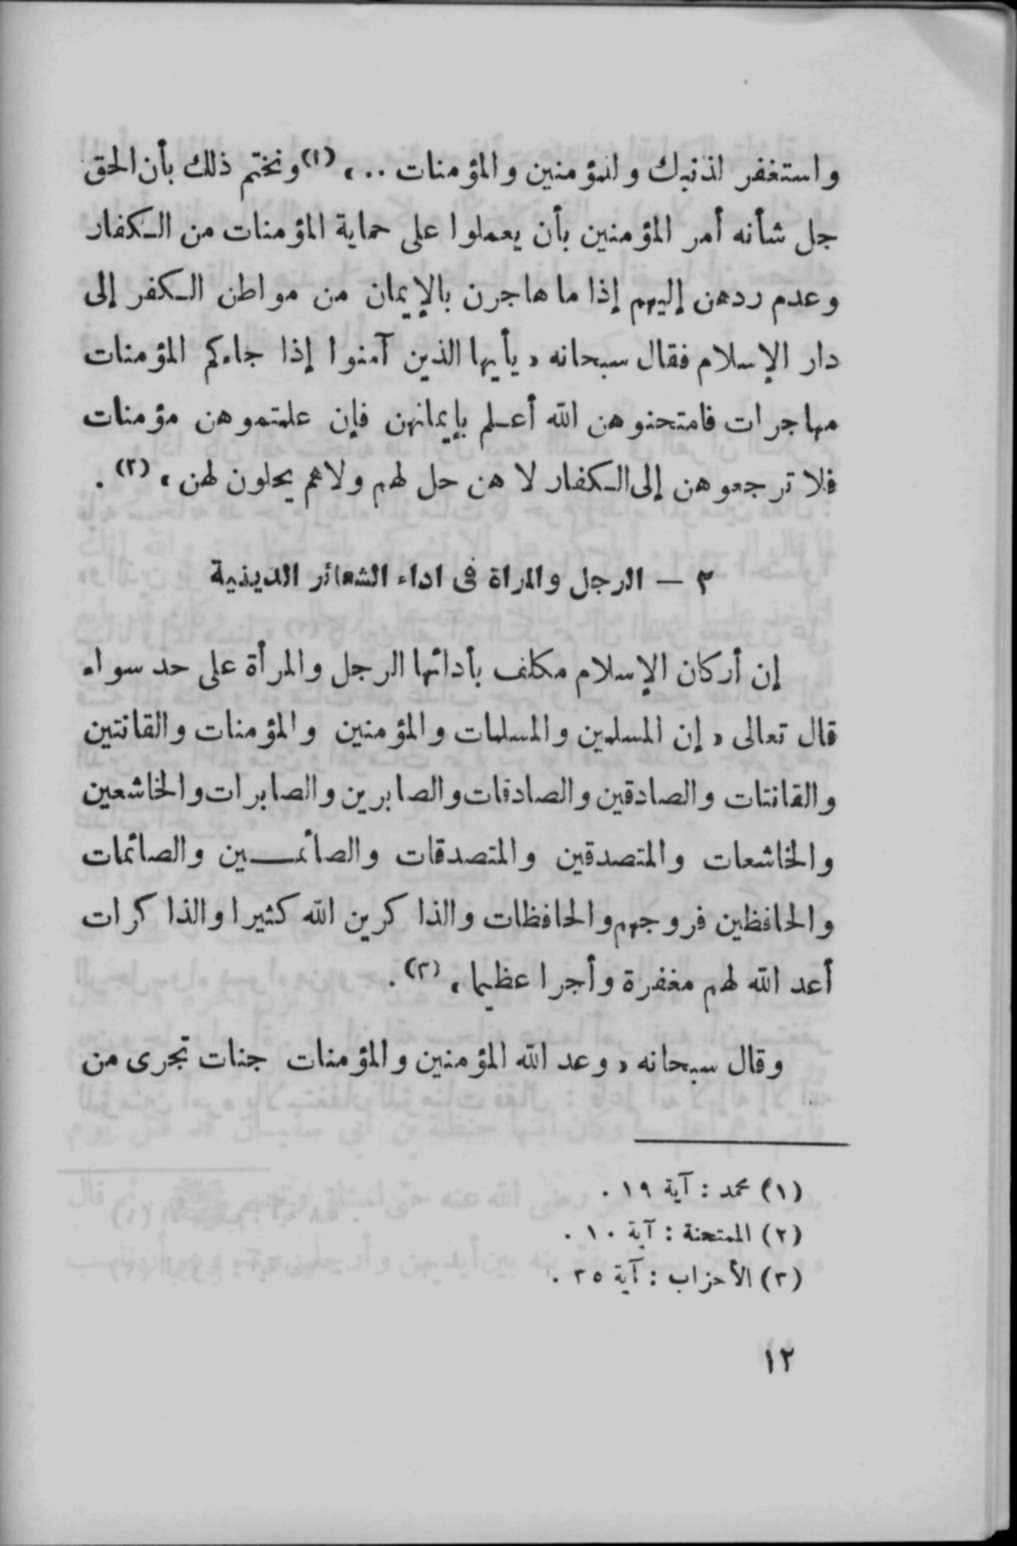 واستغفر لذنبك وللمؤمنين والمؤمنات .. ،(١) ونختم ذلك بأن الحق
جل شأنه أمر المؤمنين بأن يعملوا على حماية المؤمنات من الكفار
وعدم ردهن إليهم إذا ما هاجرن بالإيمان من مواطن الكفر إلى
دار الإسلام فقال سبحانه « يأيها الذين آمنوا إذا جاءكم المؤمنات
مهاجرات فامتحنوهن الله أعلم بإيمانهن فإن علمتموهن مؤمنات
فلا ترجعوهن إلى الكفار لا هن حل لهم ولا هم يحلون لهن » (٢) .
٣ – الرجل والمرأة فى أداء الشعائر الدينية
إن أركان الإسلام مكلف بأدائها الرجل والمرأة على حد سواء
قال تعالى « إن المسلمين والمسلمات والمؤمنين والمؤمنات والقانتين
والقانتات والصادقين والصادقات والصابرين والصابرات والخاشعين
والخاشعات والمتصدقين والمتصدقات والصائمـــين والصائمات
والحافظين فروجهم والحافظات والذاكرين الله كثيرا والذاكرات
أعد الله لهم مغفرة وأجرا عظيما » (٣) .
وقال سبحانه « وعد الله المؤمنين والمؤمنات جنات تجرى من
(١) محمد : آية ١٩ .
(٢) الممتحنة : آية ١٠ .
(٣) الأحزاب : آية ٣٥ .
١٢